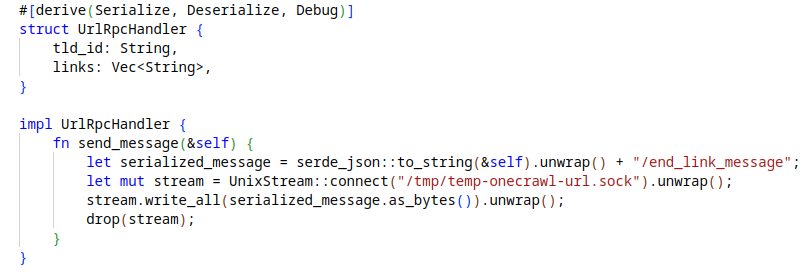 #[derive(Serialize, Deserialize, Debug)]
struct UrlRpcHandler {
    tld_id: String,
    links: Vec<String>,
}

impl UrlRpcHandler {
    fn send_message(&self) {
        let serialized_message = serde_json::to_string(&self).unwrap() + "/end_link_message";
        let mut stream = UnixStream::connect("/tmp/temp-onecrawl-url.sock").unwrap();
        stream.write_all(serialized_message.as_bytes()).unwrap();
        drop(stream);
    }
}